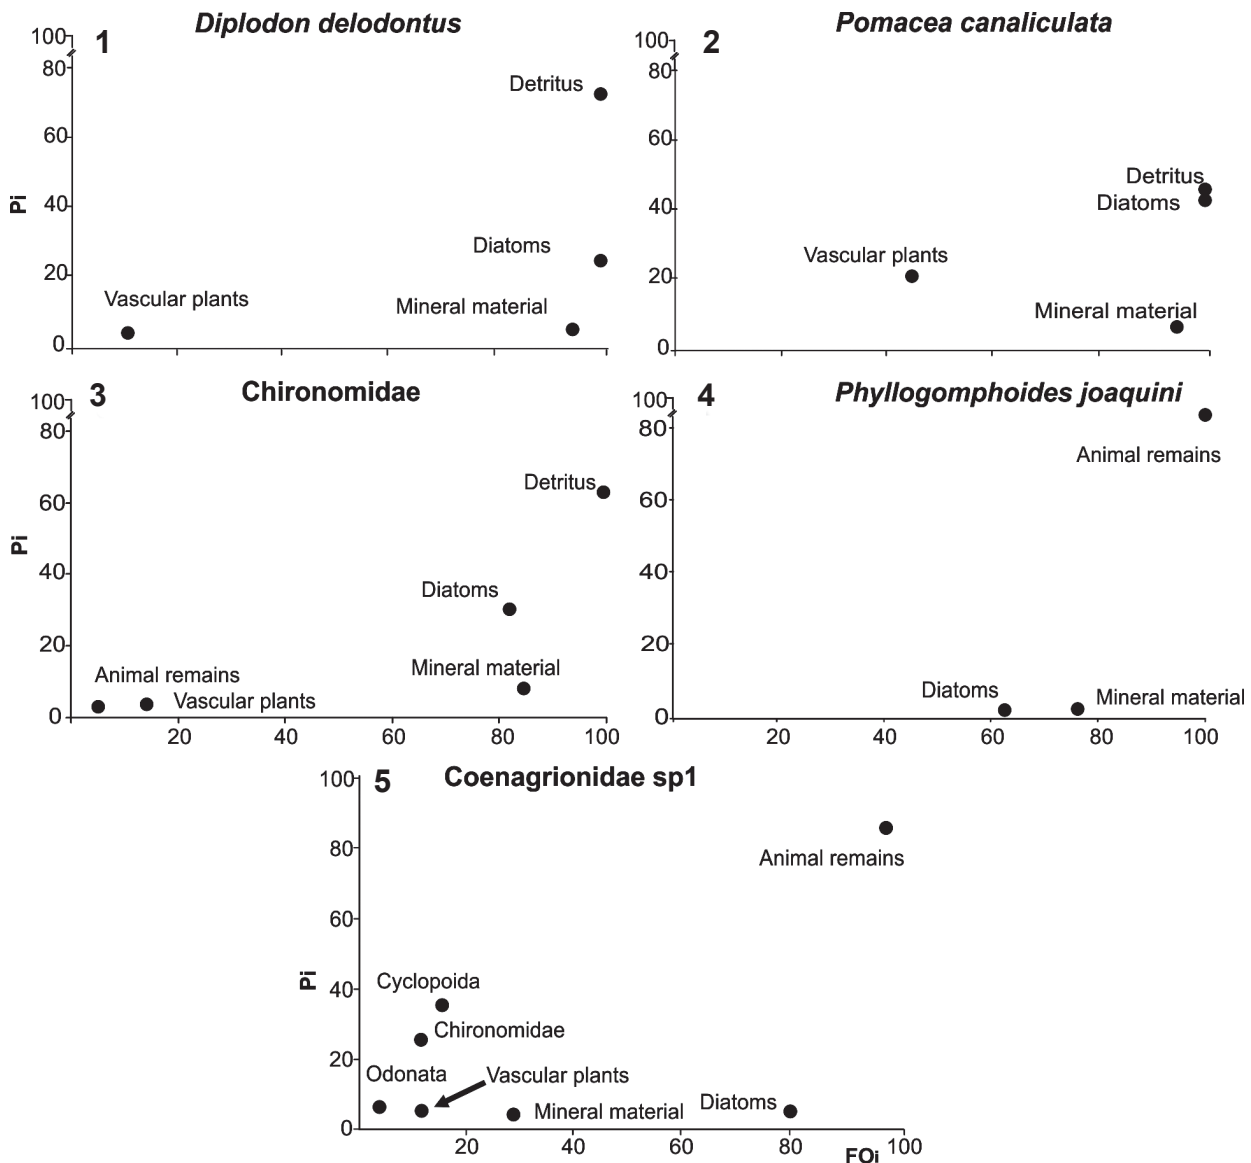 1 Diplodon delodontus
100
80
60
40
20
0
Pi
Detritus
Diatoms
Vascular plants
Mineral material
2 Pomacea canaliculata
100
80
60
40
20
0
Detritus
Diatoms
Vascular plants
Mineral material
3 Chironomidae
100
80
60
40
20
0
Pi
Detritus
Diatoms
Mineral material
Animal remains
Vascular plants
20 40 60 80 100
4 Phyllogomphoides joaquini
100
80
60
40
20
0
Animal remains
Diatoms
Mineral material
20 40 60 80 100
5 Coenagrionidae sp1
100
80
60
40
20
0
Pi
Animal remains
Cyclopoida
Chironomidae
Odonata
Vascular plants
Mineral material
Diatoms
20 40 60 80 100
FOi